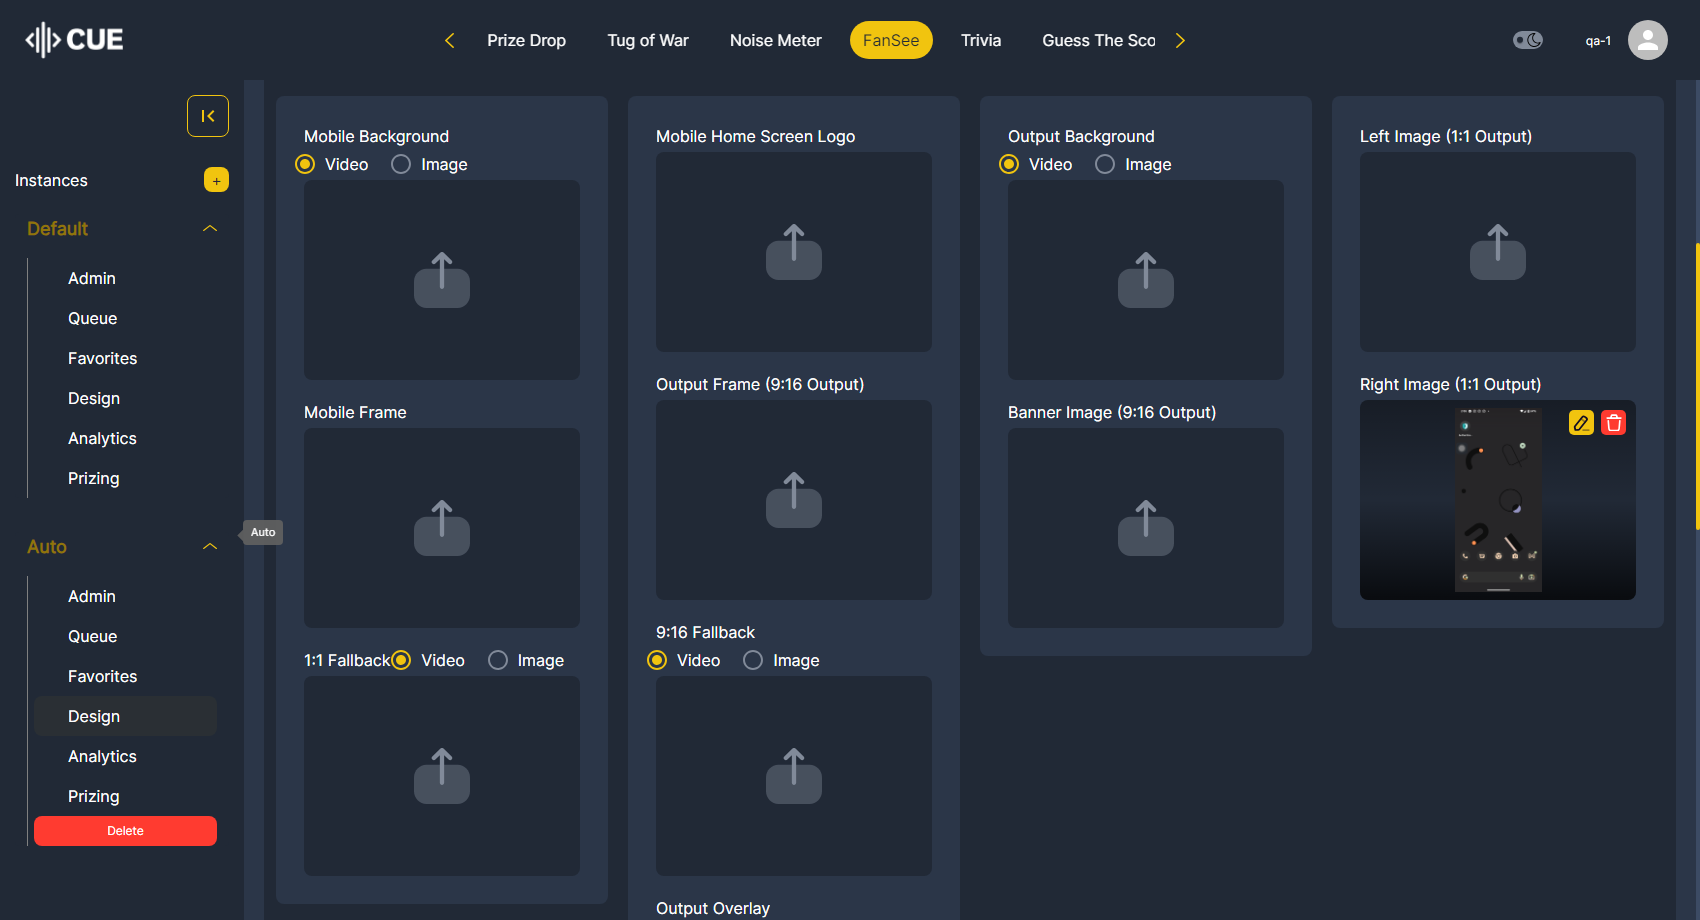 CUE
Prize Drop
Tug of War
Noise Meter
FanSee
Trivia
Guess The Sco
qa-1
Instances
+
Default
Admin
Queue
Favorites
Design
Analytics
Prizing
Auto
Auto
Admin
Queue
Favorites
Design
Analytics
Prizing
Delete
Mobile Background
Video
Image
Mobile Frame
1:1 Fallback
Video
Image
Mobile Home Screen Logo
Output Frame (9:16 Output)
9:16 Fallback
Video
Image
Output Overlay
Output Background
Video
Image
Banner Image (9:16 Output)
Left Image (1:1 Output)
Right Image (1:1 Output)